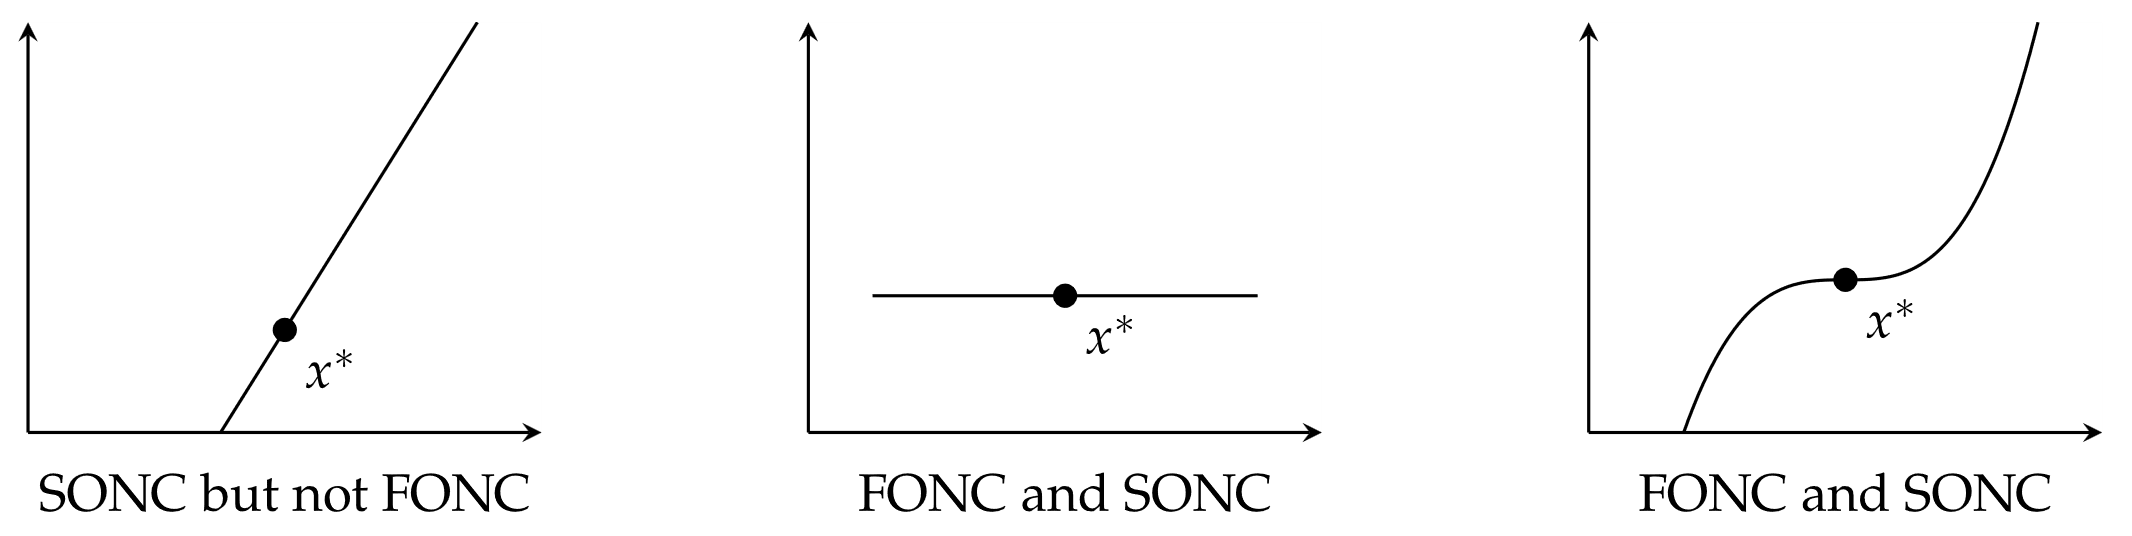 x*
SONC but not FONC
x*
FONC and SONC
x*
FONC and SONC